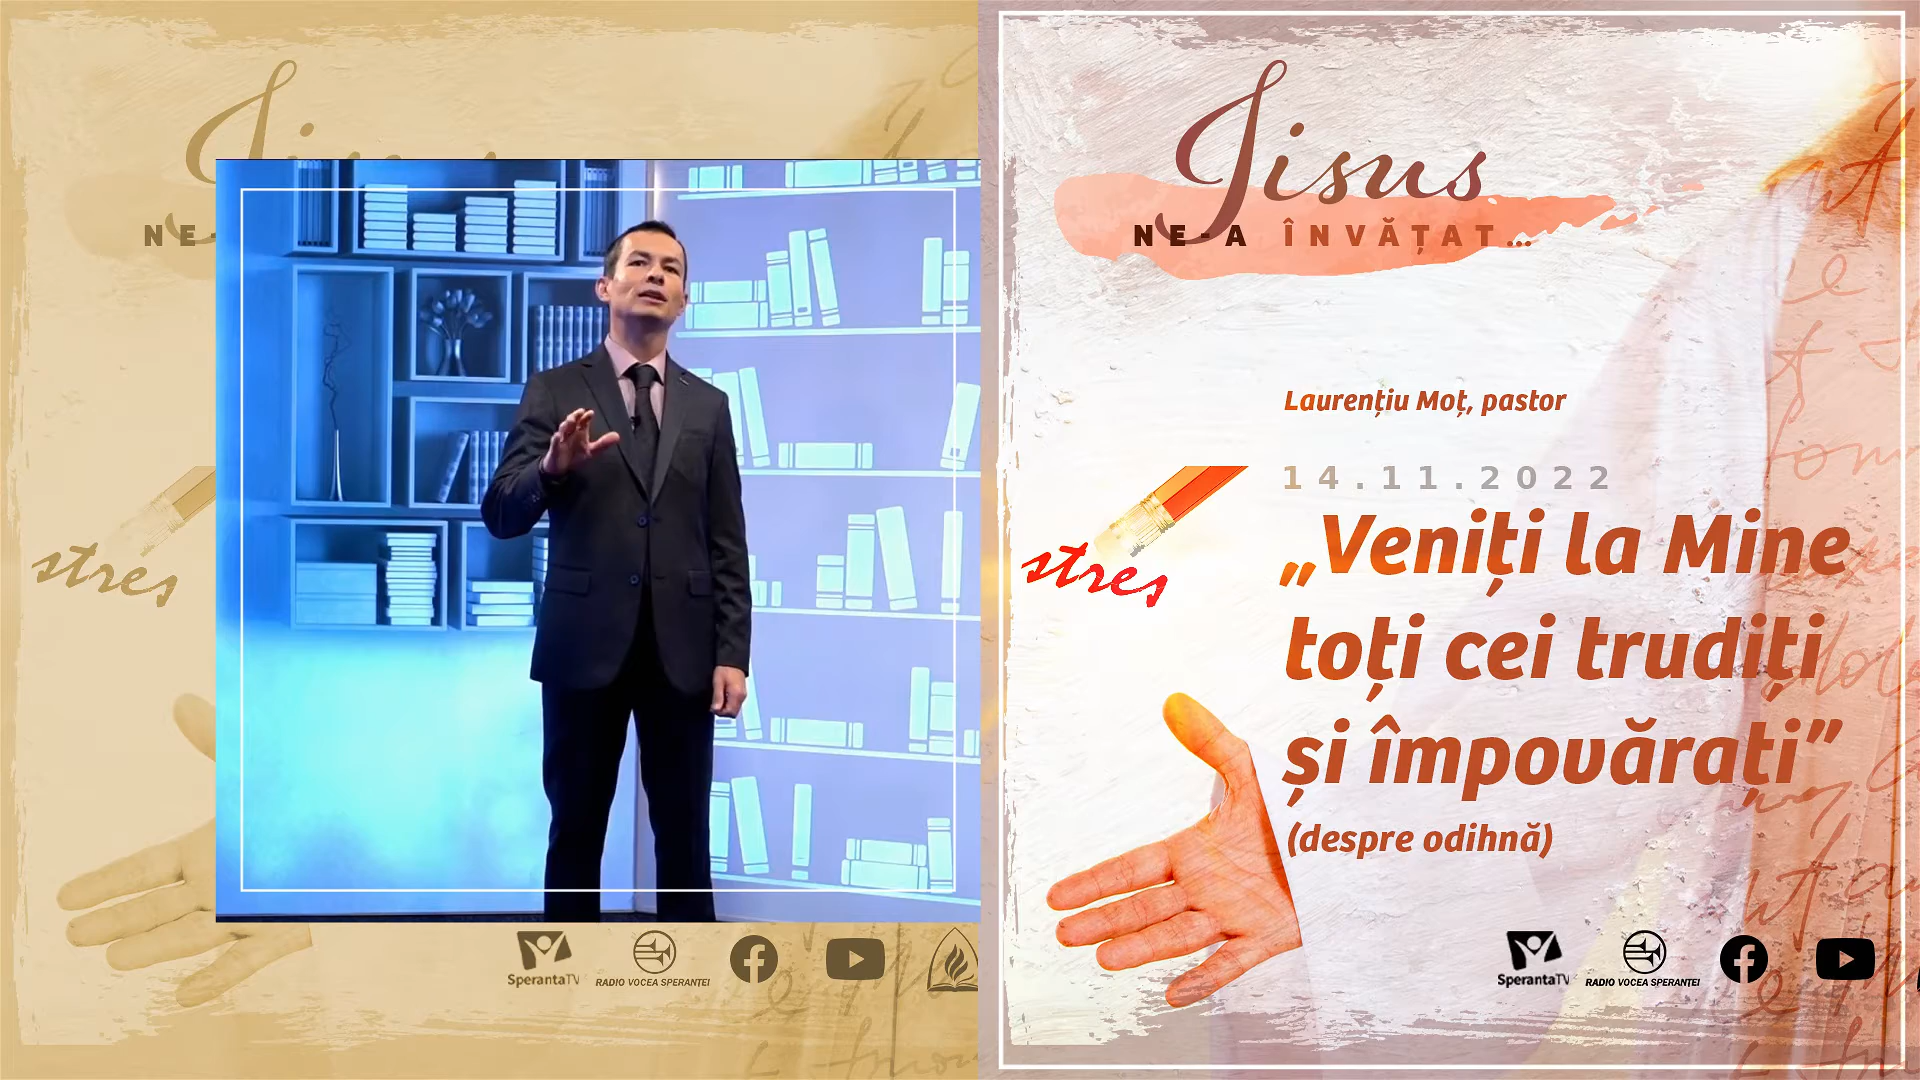 NE-
stres
SperantaTV
RADIO VOCEA SPERANȚEI
Jisus
NE-A ÎNVĂȚAT...
Laurențiu Moț, pastor
14.11.2022
stres
„Veniți la Mine
toți cei trudiți
și împovărați”
(despre odihnă)
SperantaTV
RADIO VOCEA SPERANȚEI